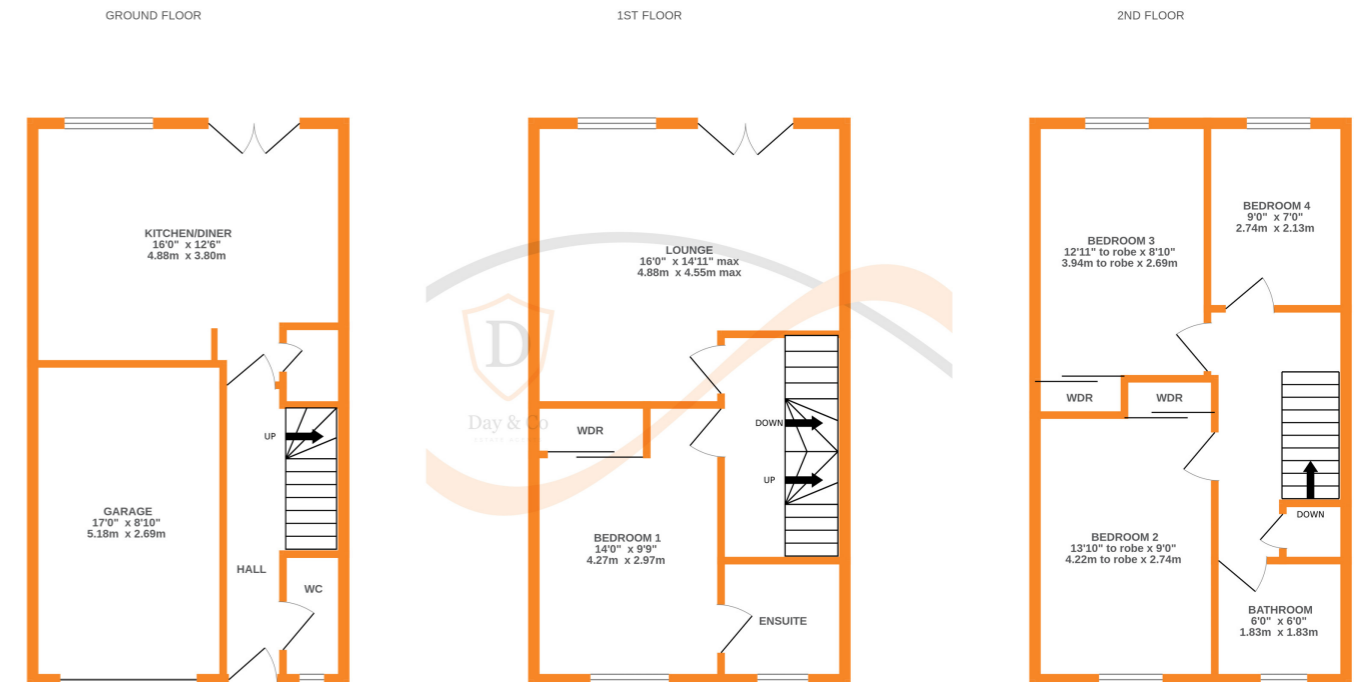 GROUND FLOOR
KITCHEN/DINER
16'0" x 12'6"
4.88m x 3.80m
UP
GARAGE
17'0" x 8'10"
5.18m x 2.69m
HALL
WC
1ST FLOOR
LOUNGE
16'0" x 14'11" max
4.88m x 4.55m max
D
Day & Co
ESTATE AGENTS
WDR
DOWN
UP
BEDROOM 1
14'0" x 9'9"
4.27m x 2.97m
ENSUITE
2ND FLOOR
BEDROOM 4
9'0" x 7'0"
2.74m x 2.13m
BEDROOM 3
12'11" to robe x 8'10"
3.94m to robe x 2.69m
WDR
WDR
DOWN
BEDROOM 2
13'10" to robe x 9'0"
4.22m to robe x 2.74m
BATHROOM
6'0" x 6'0"
1.83m x 1.83m